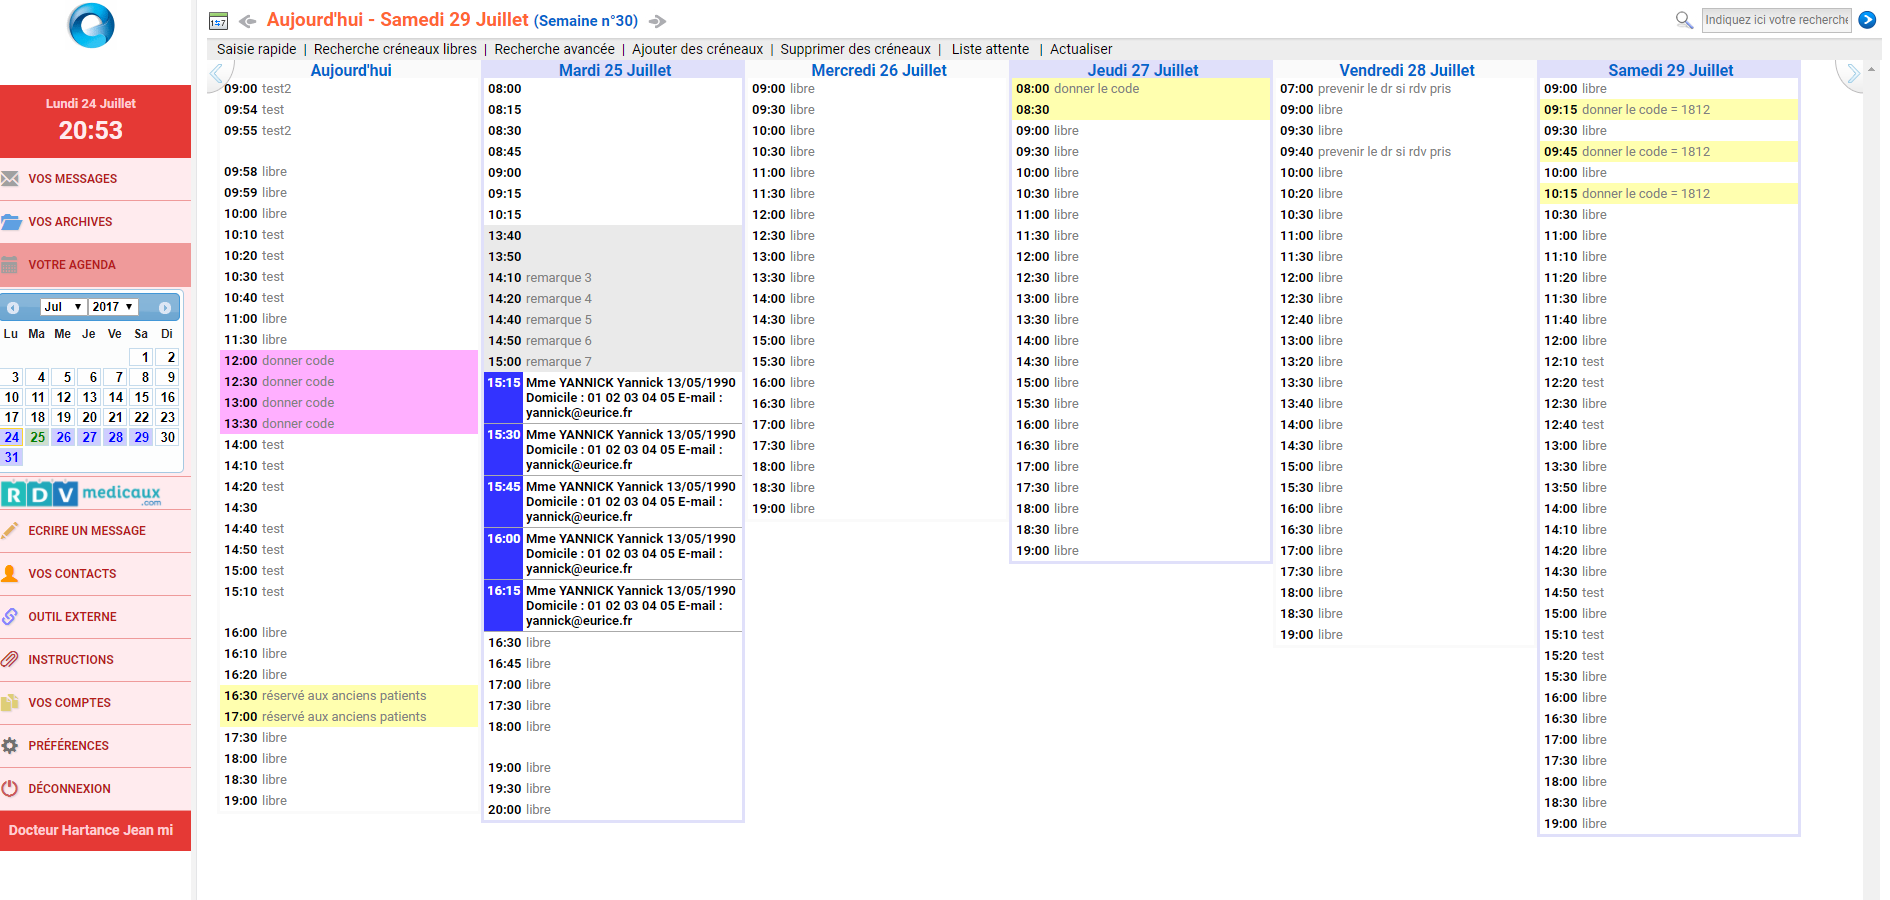 Aujourd'hui - Samedi 29 Juillet (Semaine n°30)
Indiquez ici votre recherche
Saisie rapide | Recherche créneaux libres | Recherche avancée | Ajouter des créneaux | Supprimer des créneaux | Liste attente | Actualiser
Lundi 24 Juillet
20:53
VOS MESSAGES
VOS ARCHIVES
VOTRE AGENDA
Jul 2017
Lu Ma Me Je Ve Sa Di
1 2
3 4 5 6 7 8 9
10 11 12 13 14 15 16
17 18 19 20 21 22 23
24 25 26 27 28 29 30
31
RDV medicaux
.com
ECRIRE UN MESSAGE
VOS CONTACTS
OUTIL EXTERNE
INSTRUCTIONS
VOS COMPTES
PRÉFÉRENCES
DÉCONNEXION
Docteur Hartance Jean mi
Aujourd'hui
09:00 test2
09:54 test
09:55 test2
09:58 libre
09:59 libre
10:00 libre
10:10 test
10:20 test
10:30 test
10:40 test
11:00 libre
11:30 libre
12:00 donner code
12:30 donner code
13:00 donner code
13:30 donner code
14:00 test
14:10 test
14:20 test
14:30
14:40 test
14:50 test
15:00 test
15:10 test
16:00 libre
16:10 libre
16:20 libre
16:30 réservé aux anciens patients
17:00 réservé aux anciens patients
17:30 libre
18:00 libre
18:30 libre
19:00 libre
Mardi 25 Juillet
08:00
08:15
08:30
08:45
09:00
09:15
10:15
13:40
13:50
14:10 remarque 3
14:20 remarque 4
14:40 remarque 5
14:50 remarque 6
15:00 remarque 7
15:15 Mme YANNICK Yannick 13/05/1990
Domicile : 01 02 03 04 05 E-mail :
yannick@eurice.fr
15:30 Mme YANNICK Yannick 13/05/1990
Domicile : 01 02 03 04 05 E-mail :
yannick@eurice.fr
15:45 Mme YANNICK Yannick 13/05/1990
Domicile : 01 02 03 04 05 E-mail :
yannick@eurice.fr
16:00 Mme YANNICK Yannick 13/05/1990
Domicile : 01 02 03 04 05 E-mail :
yannick@eurice.fr
16:15 Mme YANNICK Yannick 13/05/1990
Domicile : 01 02 03 04 05 E-mail :
yannick@eurice.fr
16:30 libre
16:45 libre
17:00 libre
17:30 libre
18:00 libre
19:00 libre
19:30 libre
20:00 libre
Mercredi 26 Juillet
09:00 libre
09:30 libre
10:00 libre
10:30 libre
11:00 libre
11:30 libre
12:00 libre
12:30 libre
13:00 libre
13:30 libre
14:00 libre
14:30 libre
15:00 libre
15:30 libre
16:00 libre
16:30 libre
17:00 libre
17:30 libre
18:00 libre
18:30 libre
19:00 libre
Jeudi 27 Juillet
08:00 donner le code
08:30
09:00 libre
09:30 libre
10:00 libre
10:30 libre
11:00 libre
11:30 libre
12:00 libre
12:30 libre
13:00 libre
13:30 libre
14:00 libre
14:30 libre
15:00 libre
15:30 libre
16:00 libre
16:30 libre
17:00 libre
17:30 libre
18:00 libre
18:30 libre
19:00 libre
Vendredi 28 Juillet
07:00 prevenir le dr si rdv pris
09:00 libre
09:30 libre
09:40 prevenir le dr si rdv pris
10:00 libre
10:20 libre
10:30 libre
11:00 libre
11:30 libre
12:00 libre
12:30 libre
12:40 libre
13:00 libre
13:20 libre
13:30 libre
13:40 libre
14:00 libre
14:30 libre
15:00 libre
15:30 libre
16:00 libre
16:30 libre
17:00 libre
17:30 libre
18:00 libre
18:30 libre
19:00 libre
Samedi 29 Juillet
09:00 libre
09:15 donner le code = 1812
09:30 libre
09:45 donner le code = 1812
10:00 libre
10:15 donner le code = 1812
10:30 libre
11:00 libre
11:10 libre
11:20 libre
11:30 libre
11:40 libre
12:00 libre
12:10 test
12:20 test
12:30 libre
12:40 test
13:00 libre
13:30 libre
13:50 libre
14:00 libre
14:10 libre
14:20 libre
14:30 libre
14:50 test
15:00 libre
15:10 test
15:20 test
15:30 libre
16:00 libre
16:30 libre
17:00 libre
17:30 libre
18:00 libre
18:30 libre
19:00 libre